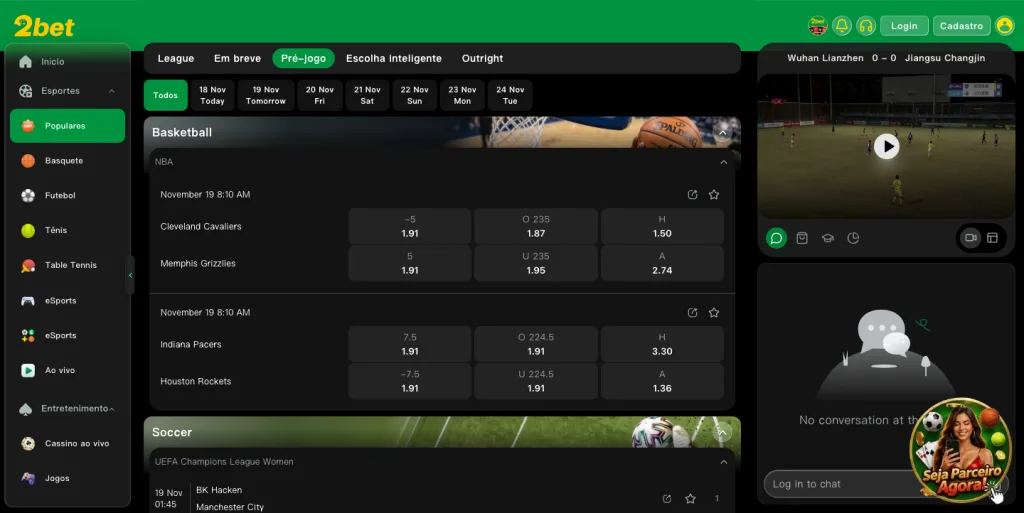 2bet
Login
Cadastro
Início
Esportes
Populares
Basquete
Futebol
Tênis
Table Tennis
eSports
eSports
Ao vivo
Entretenimento
Cassino ao vivo
Jogos
League Em breve Pré-jogo Escolha inteligente Outright
Todos
18 Nov
Today
19 Nov
Tomorrow
20 Nov
Fri
21 Nov
Sat
22 Nov
Sun
23 Nov
Mon
24 Nov
Tue
Basketball
SPALDING
NBA
November 19 8:10 AM
Cleveland Cavaliers
−5
1.91
O 235
1.87
H
1.50
Memphis Grizzlies
5
1.91
U 235
1.95
A
2.74
November 19 8:10 AM
Indiana Pacers
7.5
1.91
O 224.5
1.91
H
3.30
Houston Rockets
−7.5
1.91
U 224.5
1.91
A
1.36
Soccer
UEFA Champions League Women
19 Nov
01:45
BK Hacken
Manchester City
1
Wuhan Lianzhen 0 – 0 Jiangsu Changjin
No conversation at th
Log in to chat
Seja Parceiro
Agora!